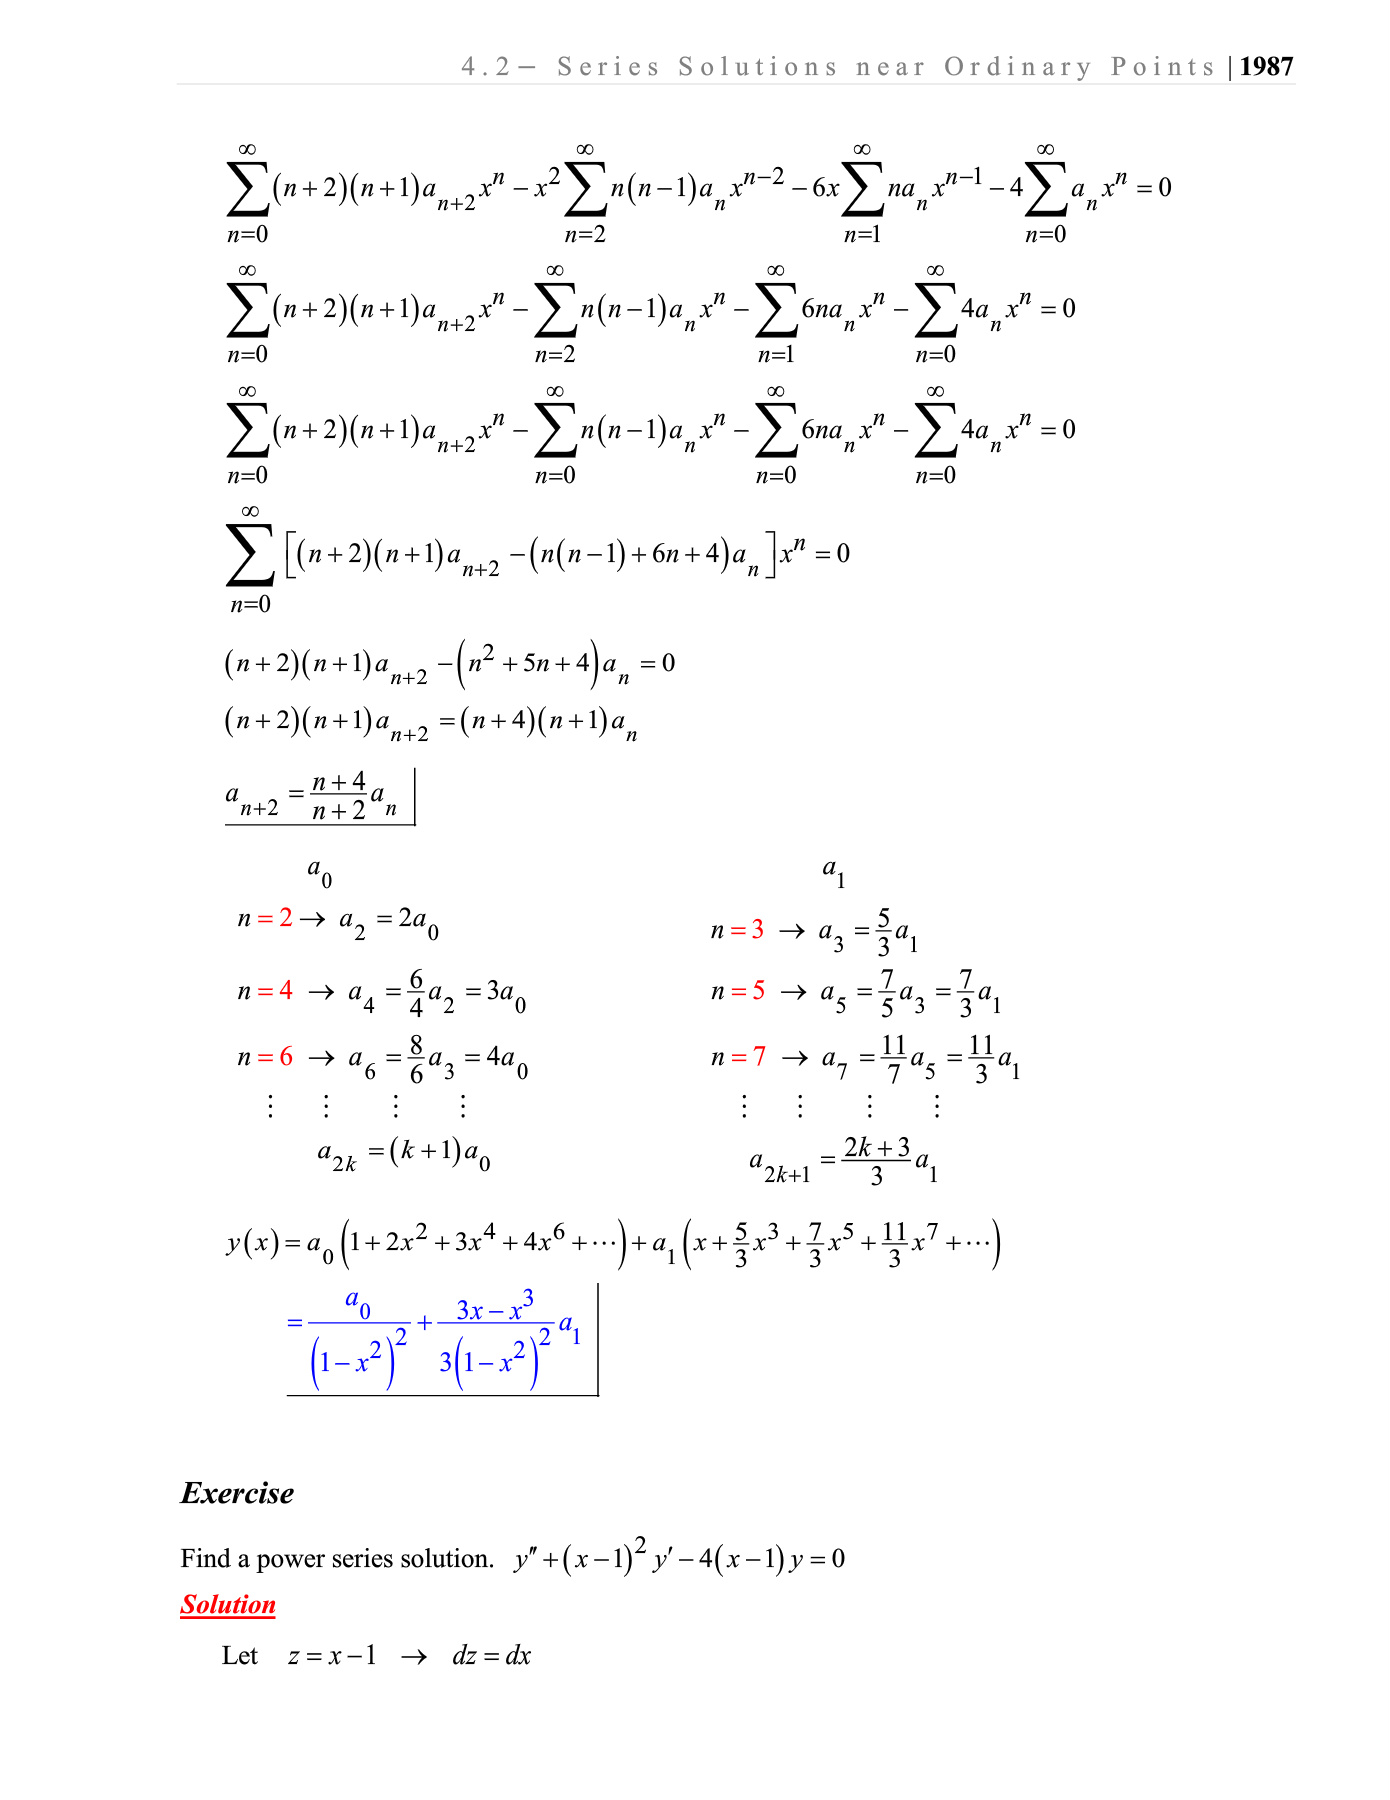 4.2– Series Solutions near Ordinary Points | 1987
$\sum_{n=0}^{\infty}(n+2)(n+1)a_{n+2}x^n - x^2\sum_{n=2}^{\infty}n(n-1)a_n x^{n-2} - 6x\sum_{n=1}^{\infty}na_n x^{n-1} - 4\sum_{n=0}^{\infty}a_n x^n = 0$
$\sum_{n=0}^{\infty}(n+2)(n+1)a_{n+2}x^n - \sum_{n=2}^{\infty}n(n-1)a_n x^n - \sum_{n=1}^{\infty}6na_n x^n - \sum_{n=0}^{\infty}4a_n x^n = 0$
$\sum_{n=0}^{\infty}(n+2)(n+1)a_{n+2}x^n - \sum_{n=0}^{\infty}n(n-1)a_n x^n - \sum_{n=0}^{\infty}6na_n x^n - \sum_{n=0}^{\infty}4a_n x^n = 0$
$\sum_{n=0}^{\infty}\left[(n+2)(n+1)a_{n+2} - (n(n-1)+6n+4)a_n\right]x^n = 0$
$(n+2)(n+1)a_{n+2} - (n^2+5n+4)a_n = 0$
$(n+2)(n+1)a_{n+2} = (n+4)(n+1)a_n$
$a_{n+2} = \frac{n+4}{n+2}a_n$
$a_0$ $a_1$
$n=2 \rightarrow a_2 = 2a_0$ $n=3 \rightarrow a_3 = \frac{5}{3}a_1$
$n=4 \rightarrow a_4 = \frac{6}{4}a_2 = 3a_0$ $n=5 \rightarrow a_5 = \frac{7}{5}a_3 = \frac{7}{3}a_1$
$n=6 \rightarrow a_6 = \frac{8}{6}a_3 = 4a_0$ $n=7 \rightarrow a_7 = \frac{11}{7}a_5 = \frac{11}{3}a_1$
⋮ ⋮ ⋮ ⋮ ⋮ ⋮ ⋮ ⋮
$a_{2k} = (k+1)a_0$ $a_{2k+1} = \frac{2k+3}{3}a_1$
$y(x) = a_0\left(1+2x^2+3x^4+4x^6+\cdots\right) + a_1\left(x+\frac{5}{3}x^3+\frac{7}{3}x^5+\frac{11}{3}x^7+\cdots\right)$
$= \frac{a_0}{(1-x^2)^2} + \frac{3x-x^3}{3(1-x^2)^2}a_1$
Exercise
Find a power series solution. $y'' + (x-1)^2 y' - 4(x-1)y = 0$
Solution
Let $z = x-1 \rightarrow dz = dx$